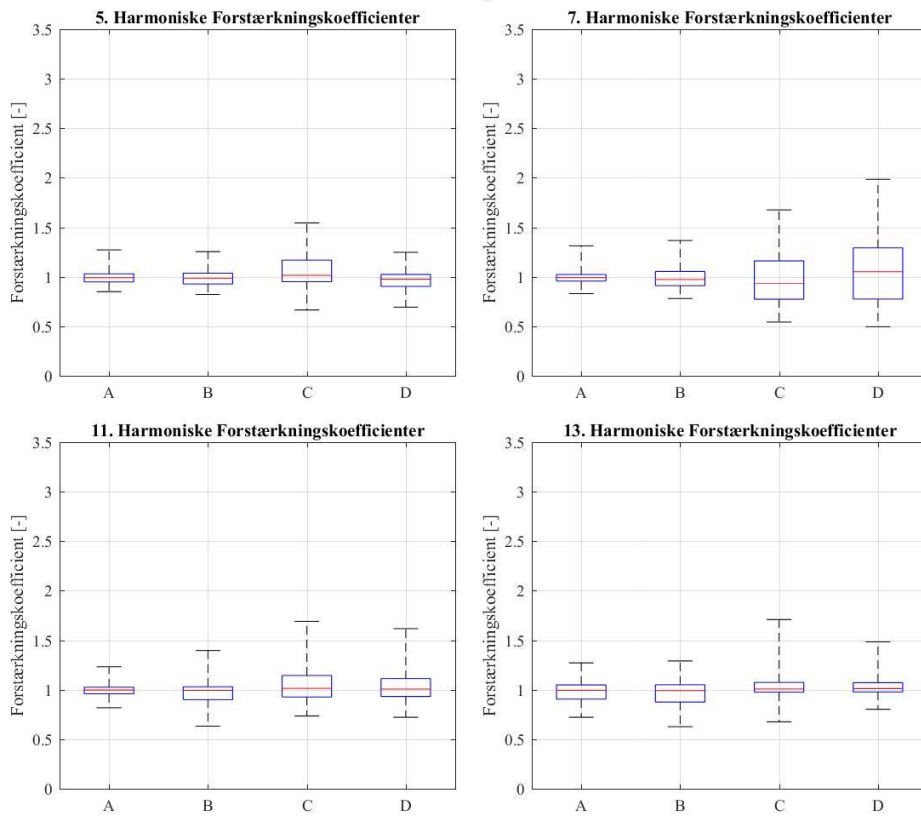 5. Harmoniske Forstærkningskoefficienter
Forstærkningskoefficient [-]
3.5
3
2.5
2
1.5
1
0.5
0
A B C D
7. Harmoniske Forstærkningskoefficienter
Forstærkningskoefficient [-]
3.5
3
2.5
2
1.5
1
0.5
0
A B C D
11. Harmoniske Forstærkningskoefficienter
Forstærkningskoefficient [-]
3.5
3
2.5
2
1.5
1
0.5
0
A B C D
13. Harmoniske Forstærkningskoefficienter
Forstærkningskoefficient [-]
3.5
3
2.5
2
1.5
1
0.5
0
A B C D